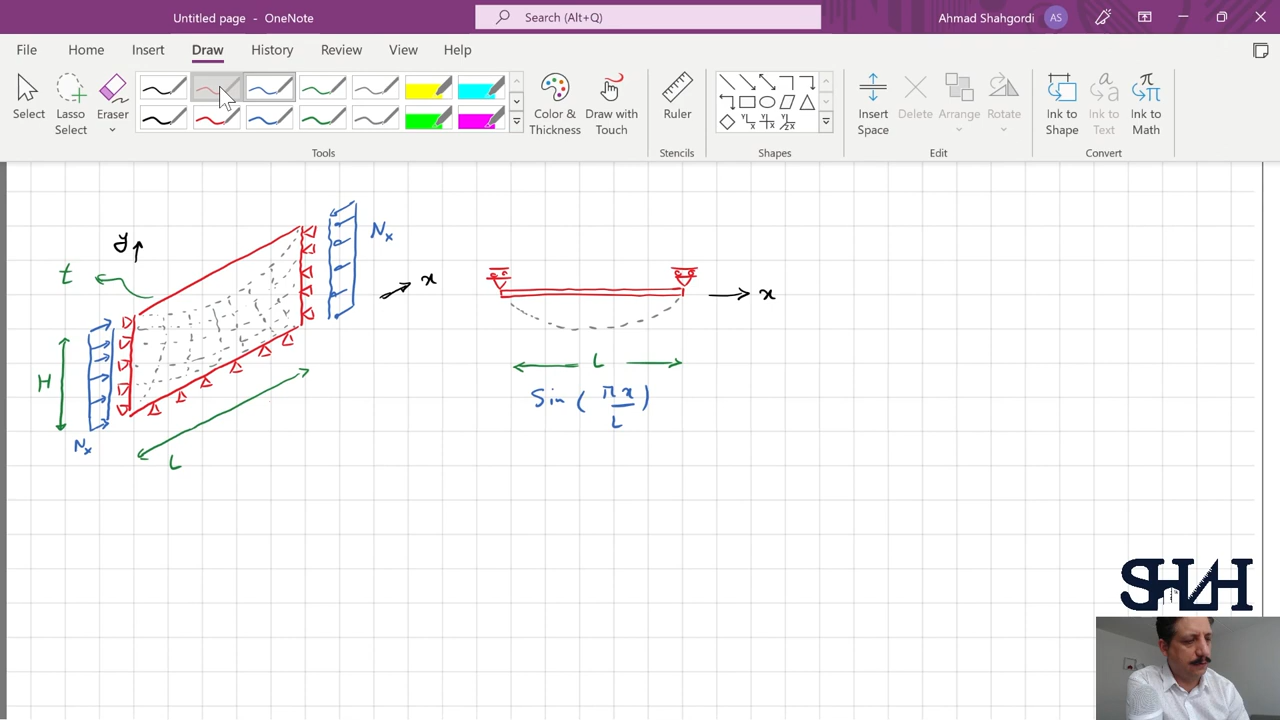 Untitled page - OneNote
Search (Alt+Q)
Ahmad Shahgordi
AS
File Home Insert Draw History Review View Help
Select
Lasso Select
Eraser
Color & Thickness
Draw with Touch
Ruler
Insert Space
Delete
Arrange
Rotate
Ink to Shape
Ink to Text
Ink to Math
Tools
Stencils
Shapes
Edit
Convert
y
t
Nx
x
H
Nx
L
x
L
Sin ( πx / L )
SHLH